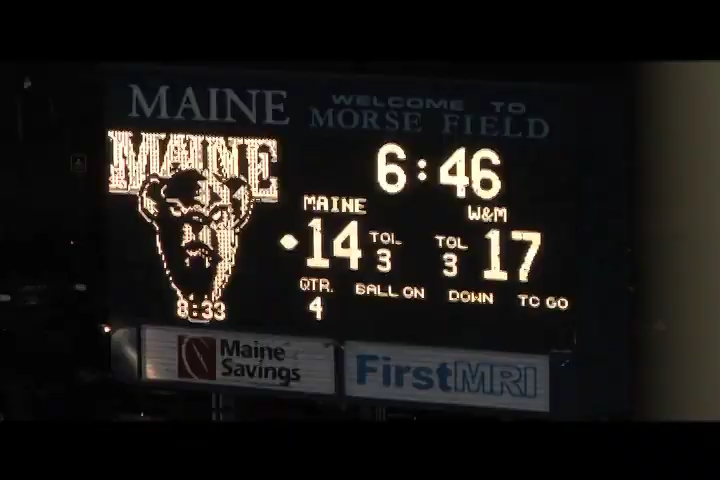 MAINE
WELCOME TO
MORSE FIELD
MAINE
6:46
MAINE
W&M
14
TOL
3
TOL
3
17
QTR.
4
BALL ON
DOWN
TO GO
8:33
Maine
Savings
FirstMRI